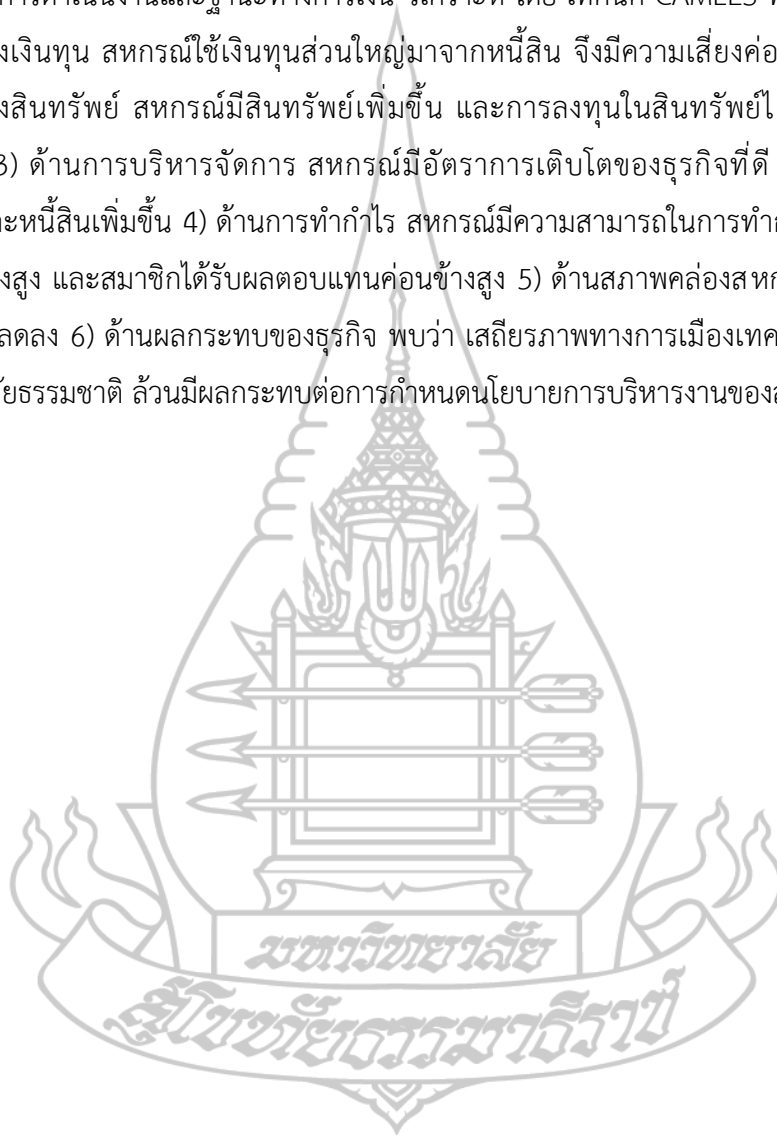 การดำเนินงานและฐานะทางการเงิน วิเคราะห์ โดย เทคนิค CAMELS
งเงินทุน สหกรณ์ใช้เงินทุนส่วนใหญ่มาจากหนี้สิน จึงมีความเสี่ยงค่อ
งสินทรัพย์ สหกรณ์มีสินทรัพย์เพิ่มขึ้น และการลงทุนในสินทรัพย์ไ
3) ด้านการบริหารจัดการ สหกรณ์มีอัตราการเติบโตของธุรกิจที่ดี
ะหนี้สินเพิ่มขึ้น 4) ด้านการทำกำไร สหกรณ์มีความสามารถในการทำก
งสูง และสมาชิกได้รับผลตอบแทนค่อนข้างสูง 5) ด้านสภาพคล่องสหก
ลดลง 6) ด้านผลกระทบของธุรกิจ พบว่า เสถียรภาพทางการเมืองเทค
ัยธรรมชาติ ล้วนมีผลกระทบต่อการกำหนดนโยบายการบริหารงานของส
มหาวิทยาลัย
สุโขทัยธรรมาธิราช